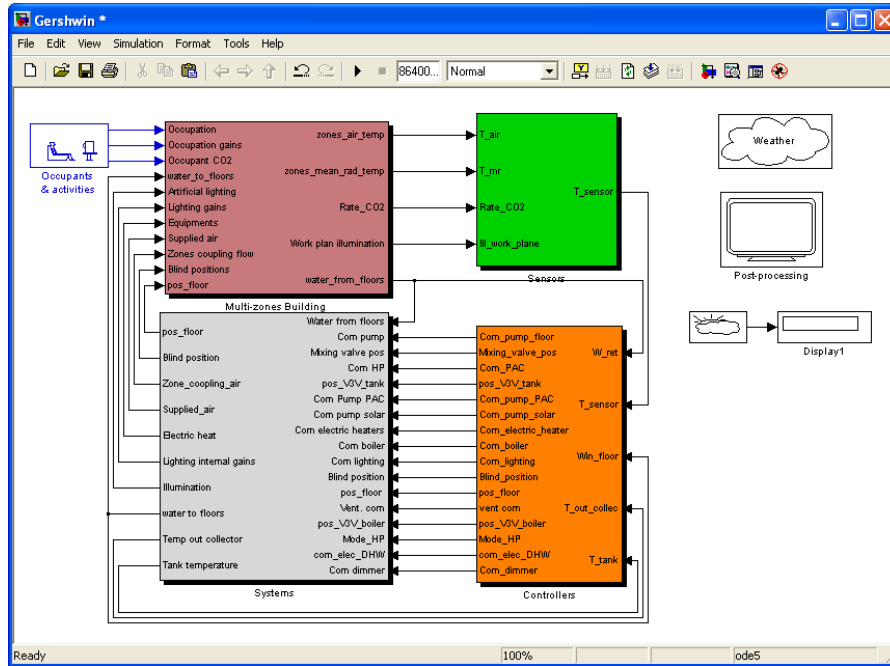 Gershwin *
File Edit View Simulation Format Tools Help
86400... Normal
Occupants
& activities
Occupation
Occupation gains
Occupant CO2
water_to_floors
Artificial lighting
Lighting gains
Equipments
Supplied air
Zones coupling flow
Blind positions
pos_floor
zones_air_temp
zones_mean_rad_temp
Rate_CO2
Work plan illumination
water_from_floors
Multi-zones Building
T_air
T_mr
Rate_CO2
Ill_work_plane
T_sensor
Sensors
Weather
Post-processing
Display1
pos_floor
Blind position
Zone_coopling_air
Supplied_air
Electric heat
Lighting internal gains
Illumination
water to floors
Temp out collector
Tank temperature
Water from floors
Com pump
Mixing valve pos
Com HP
pos_V3V_tank
Com Pump PAC
Com pump solar
Com electric heaters
Com boiler
Com lighting
Blind position
pos_floor
Vent. com
pos_V3V_boiler
Mode_HP
com_elec_DHW
Com dimmer
Systems
Com_pump_floor
Mixing_valve_pos
Com_PAC
pos_V3V_tank
Com_pump_PAC
Com_pump_solar
Com_electric_heater
Com_boiler
Com_lighting
Blind_position
pos_floor
vent com
pos_V3V_boiler
Mode_HP
com_elec_DHW
Com_dimmer
W_ret
T_sensor
Win_floor
T_out_collec
T_tank
Controllers
Ready 100% ode5